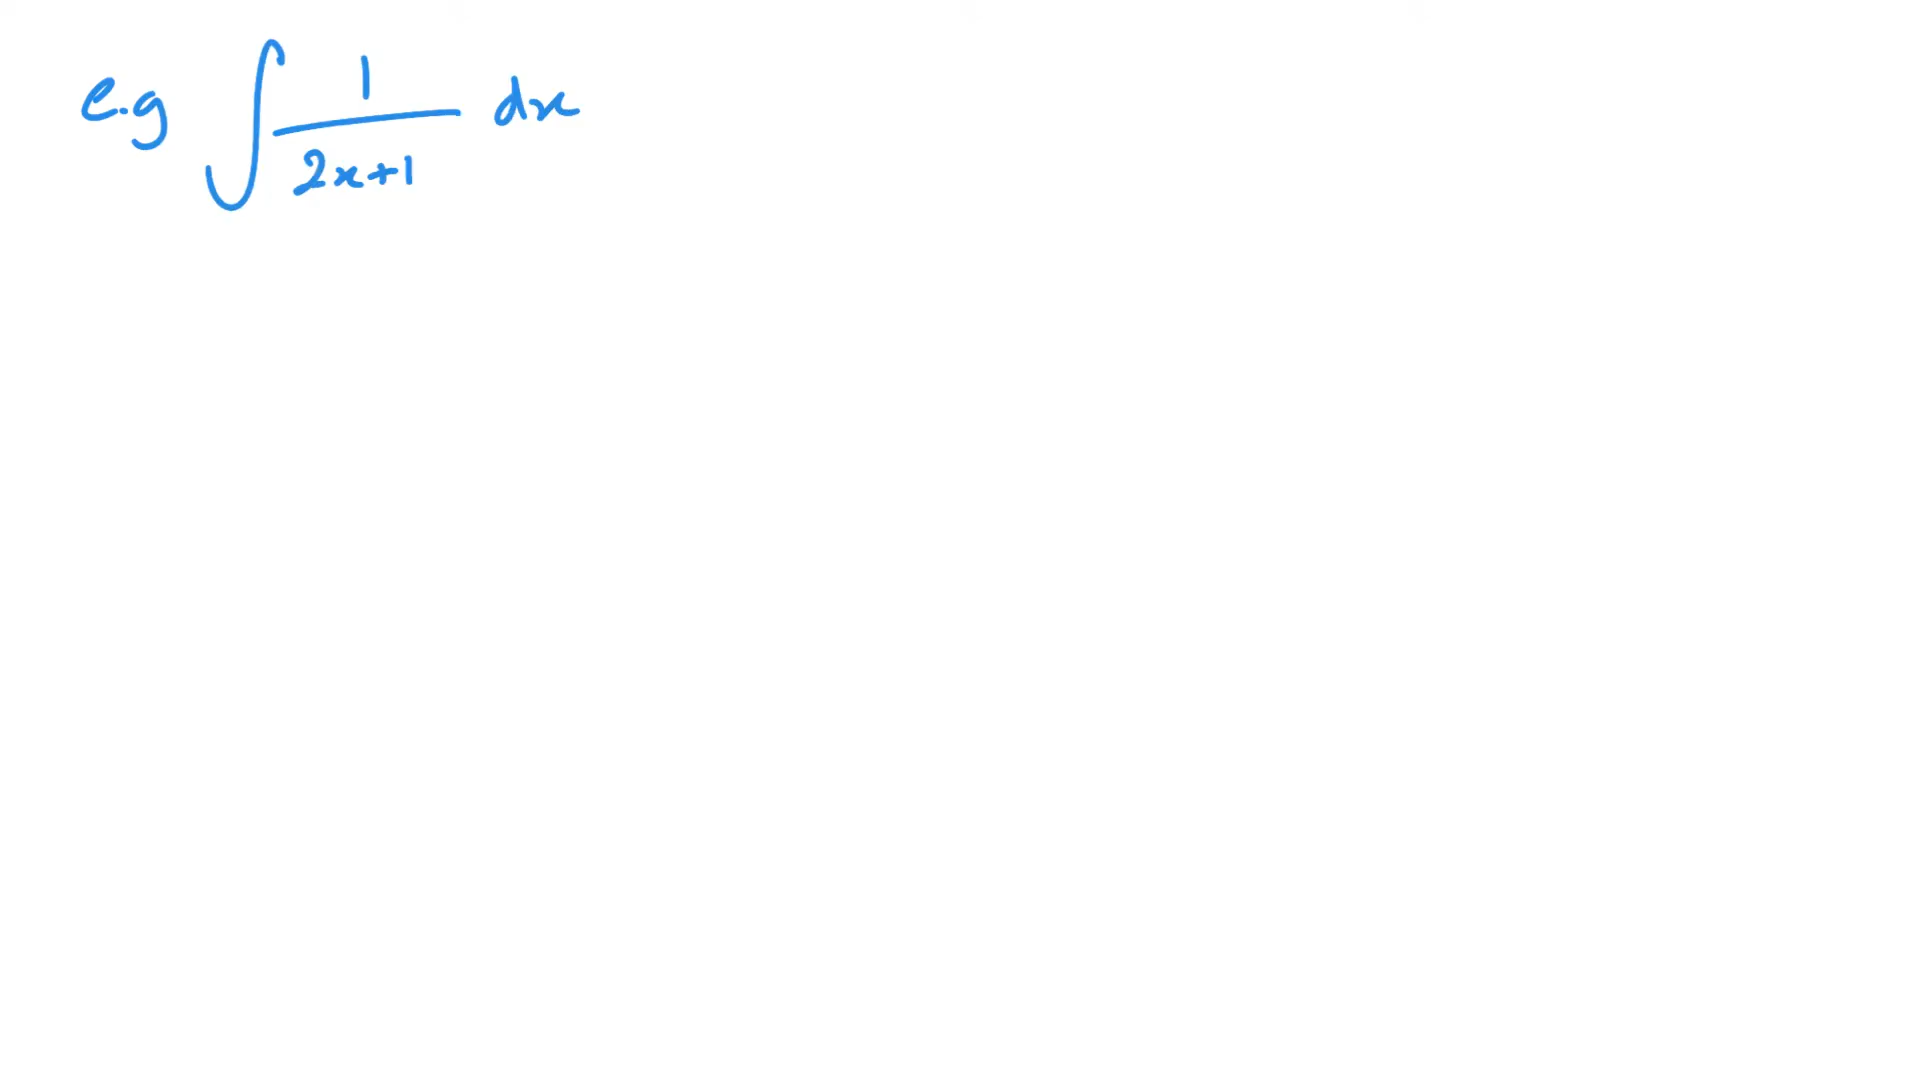 e.g ∫ 1/(2x+1) dx